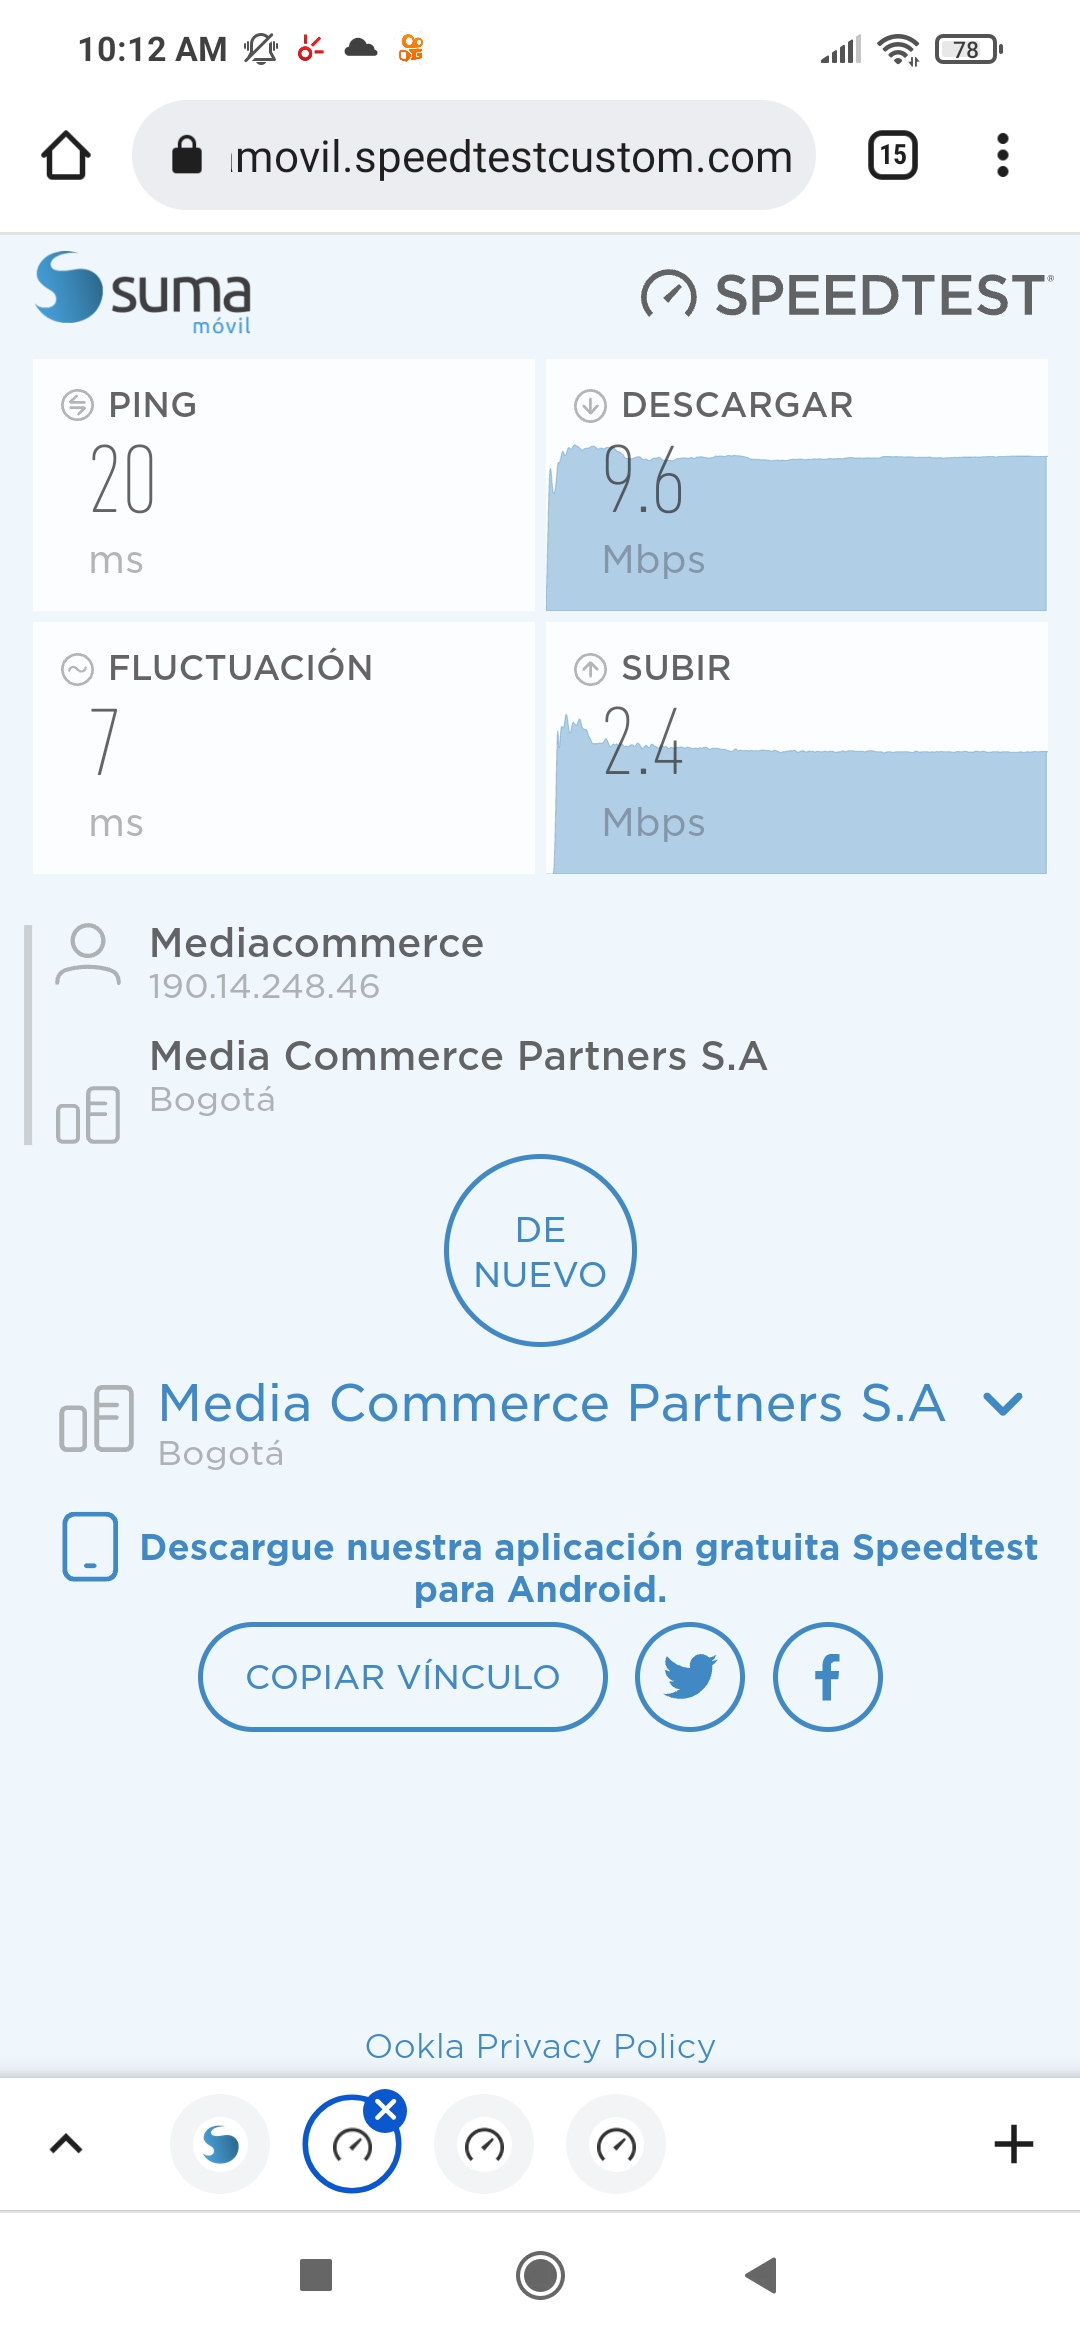 10:12 AM
78
movil.speedtestcustom.com
15
suma
móvil
SPEEDTEST®
PING
20
ms
DESCARGAR
9.6
Mbps
FLUCTUACIÓN
7
ms
SUBIR
2.4
Mbps
Mediacommerce
190.14.248.46
Media Commerce Partners S.A
Bogotá
DE
NUEVO
Media Commerce Partners S.A
Bogotá
Descargue nuestra aplicación gratuita Speedtest
para Android.
COPIAR VÍNCULO
Ookla Privacy Policy